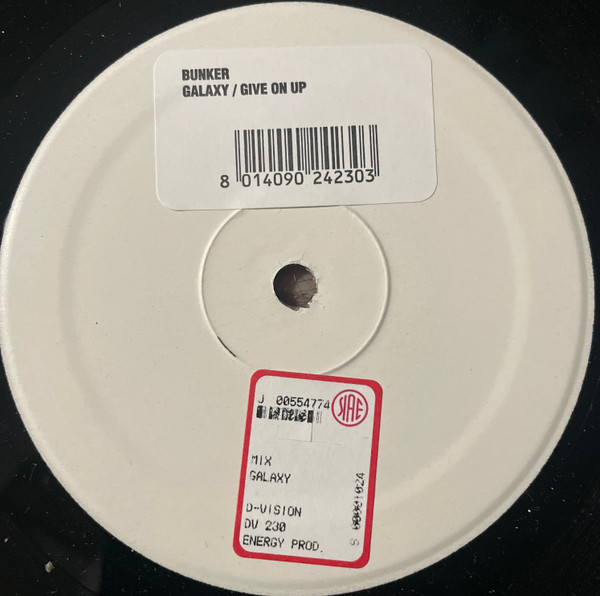 BUNKER
GALAXY / GIVE ON UP
8 014090 242303
J 00554774
SIAE
MIX
GALAXY
D-VISION
DV 230
ENERGY PROD.